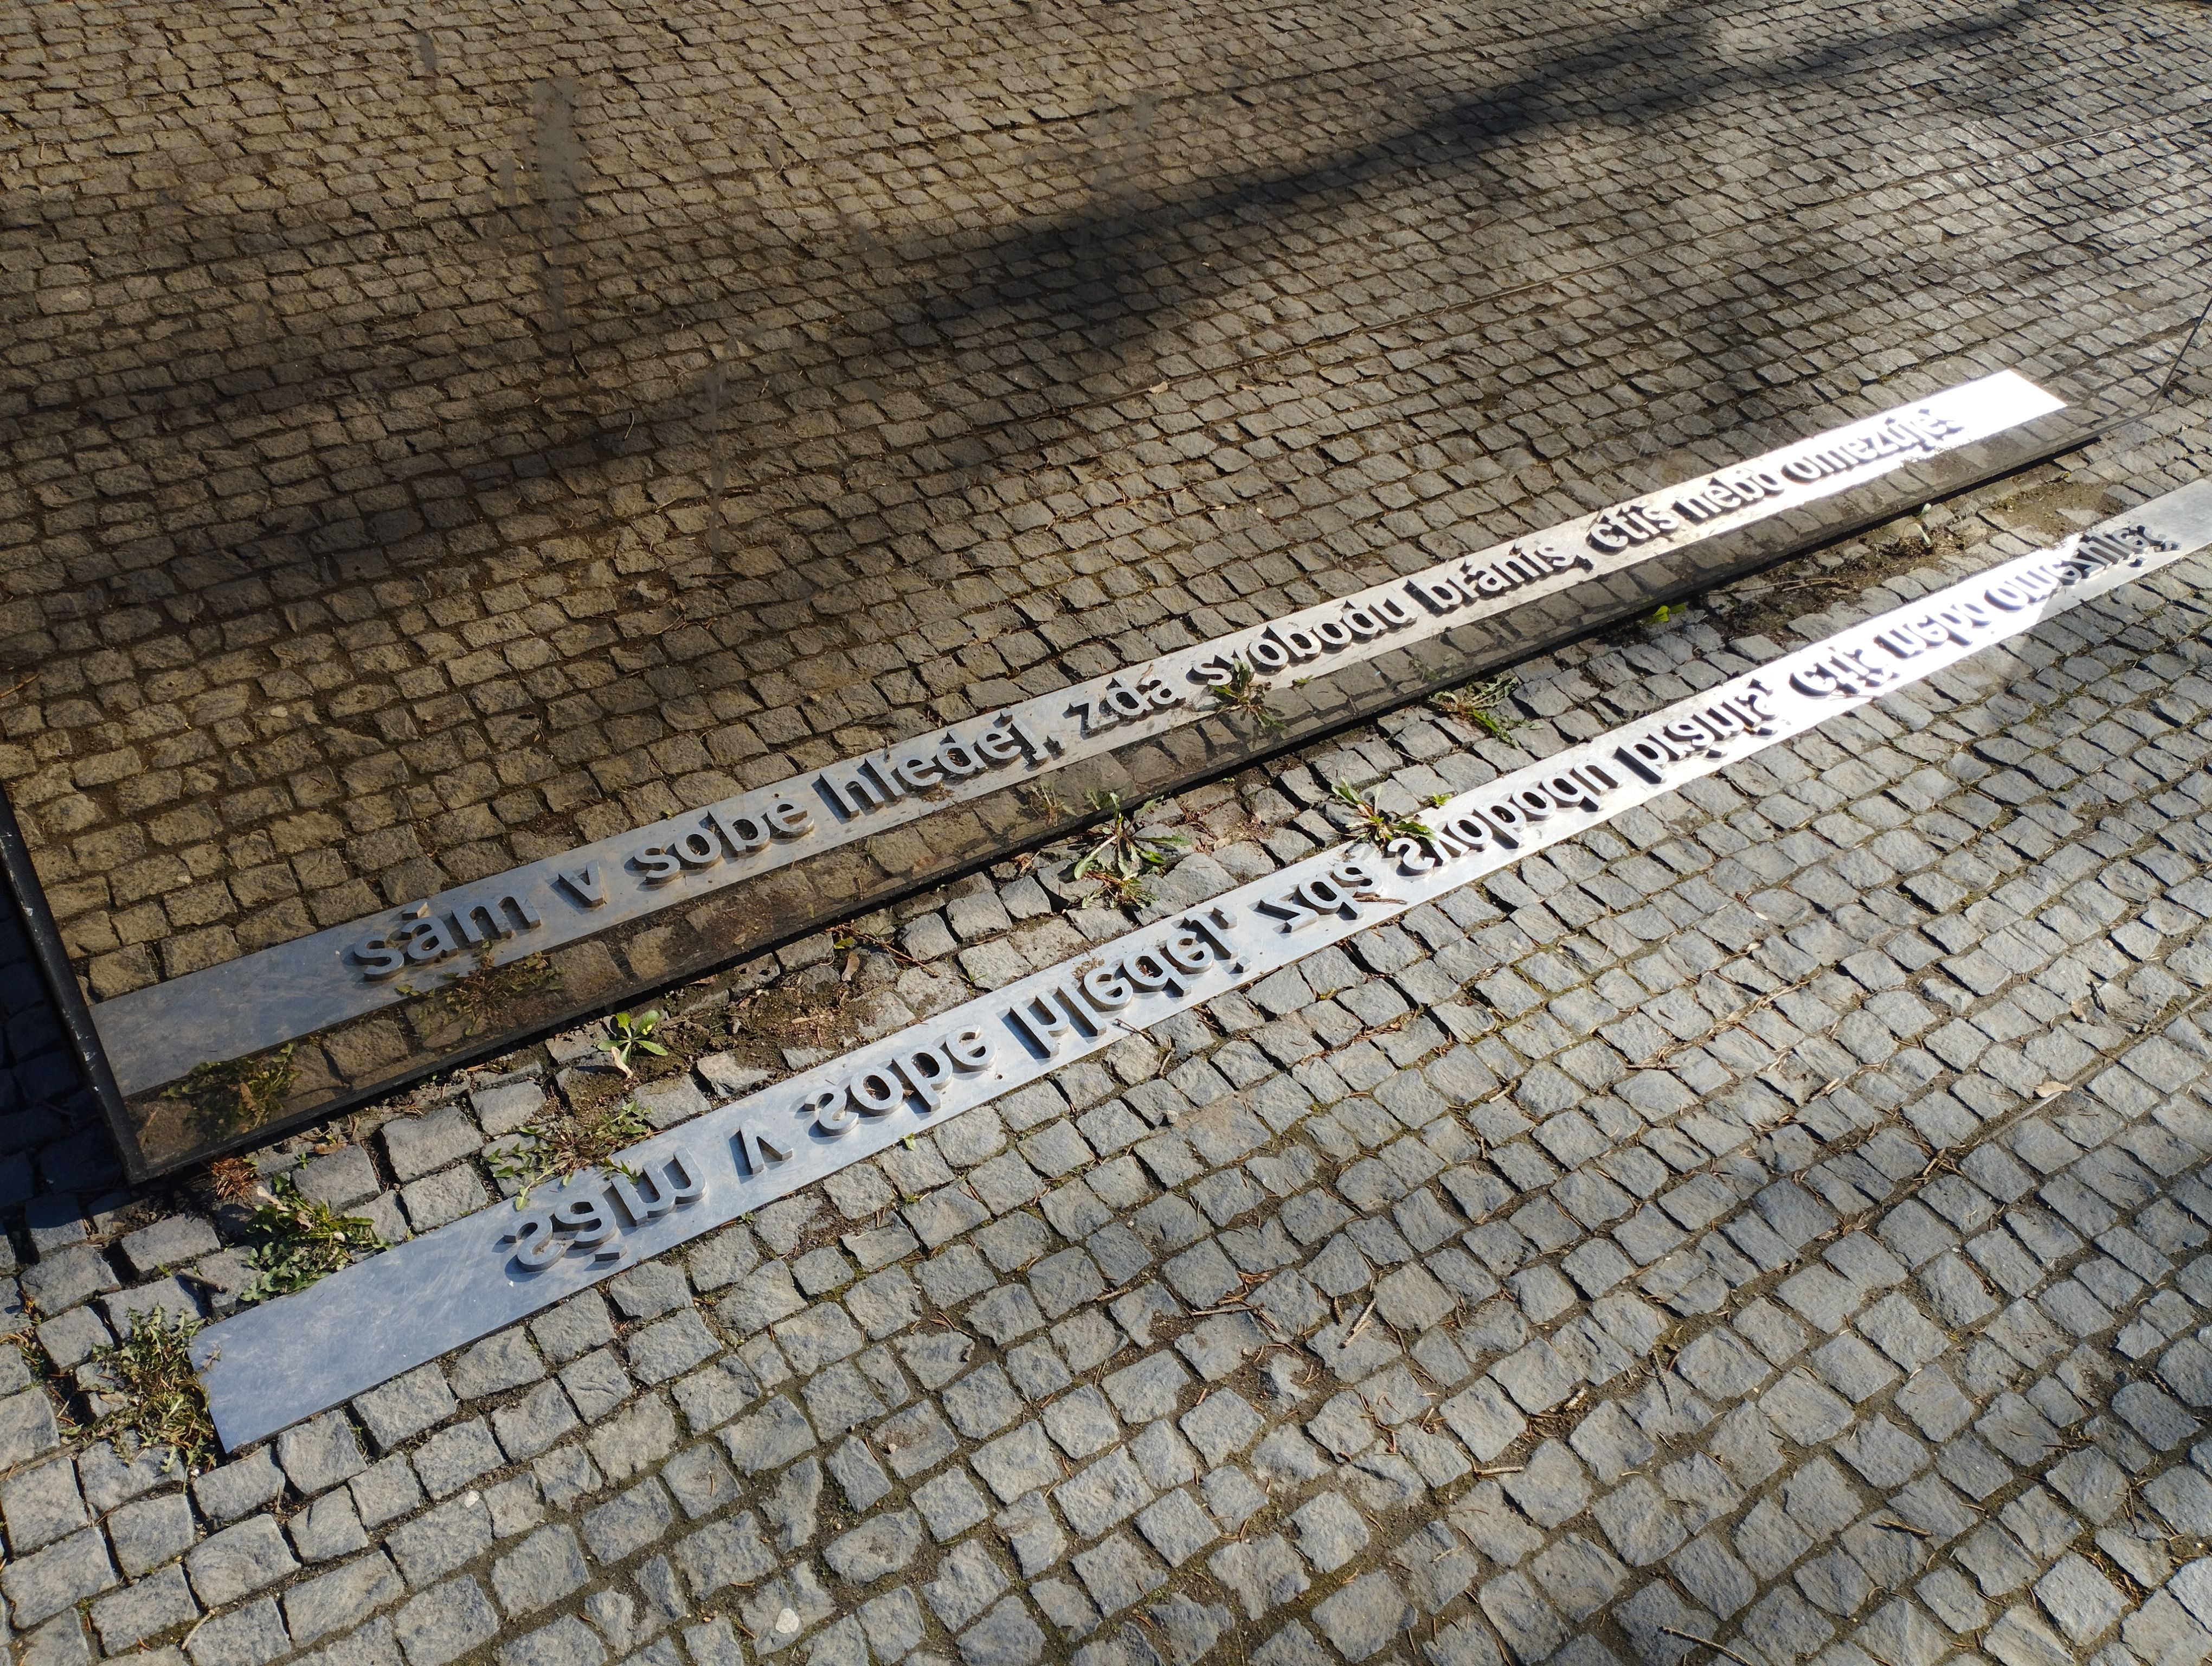 sám v sobě hledej, zda svobodu bráníš, ctíš nebo omezuješ